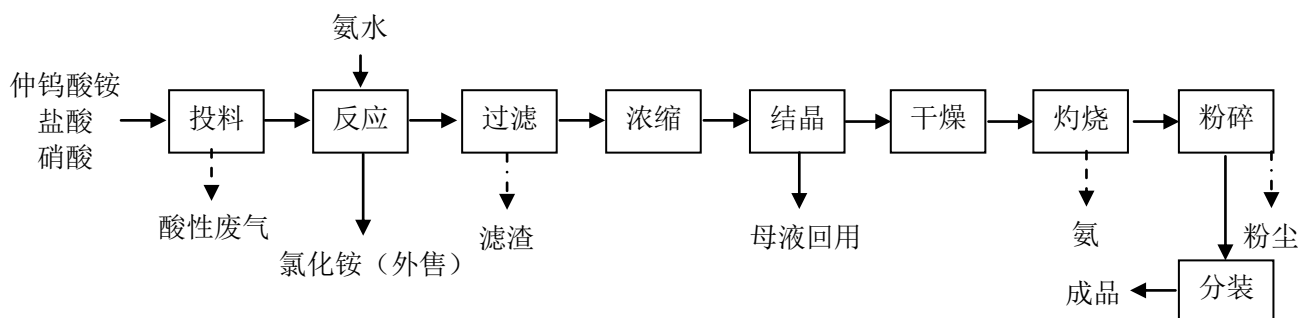 氨水
仲钨酸铵
盐酸
硝酸
投料
反应
过滤
浓缩
结晶
干燥
灼烧
粉碎
酸性废气
氯化铵（外售）
滤渣
母液回用
氨
粉尘
成品
分装